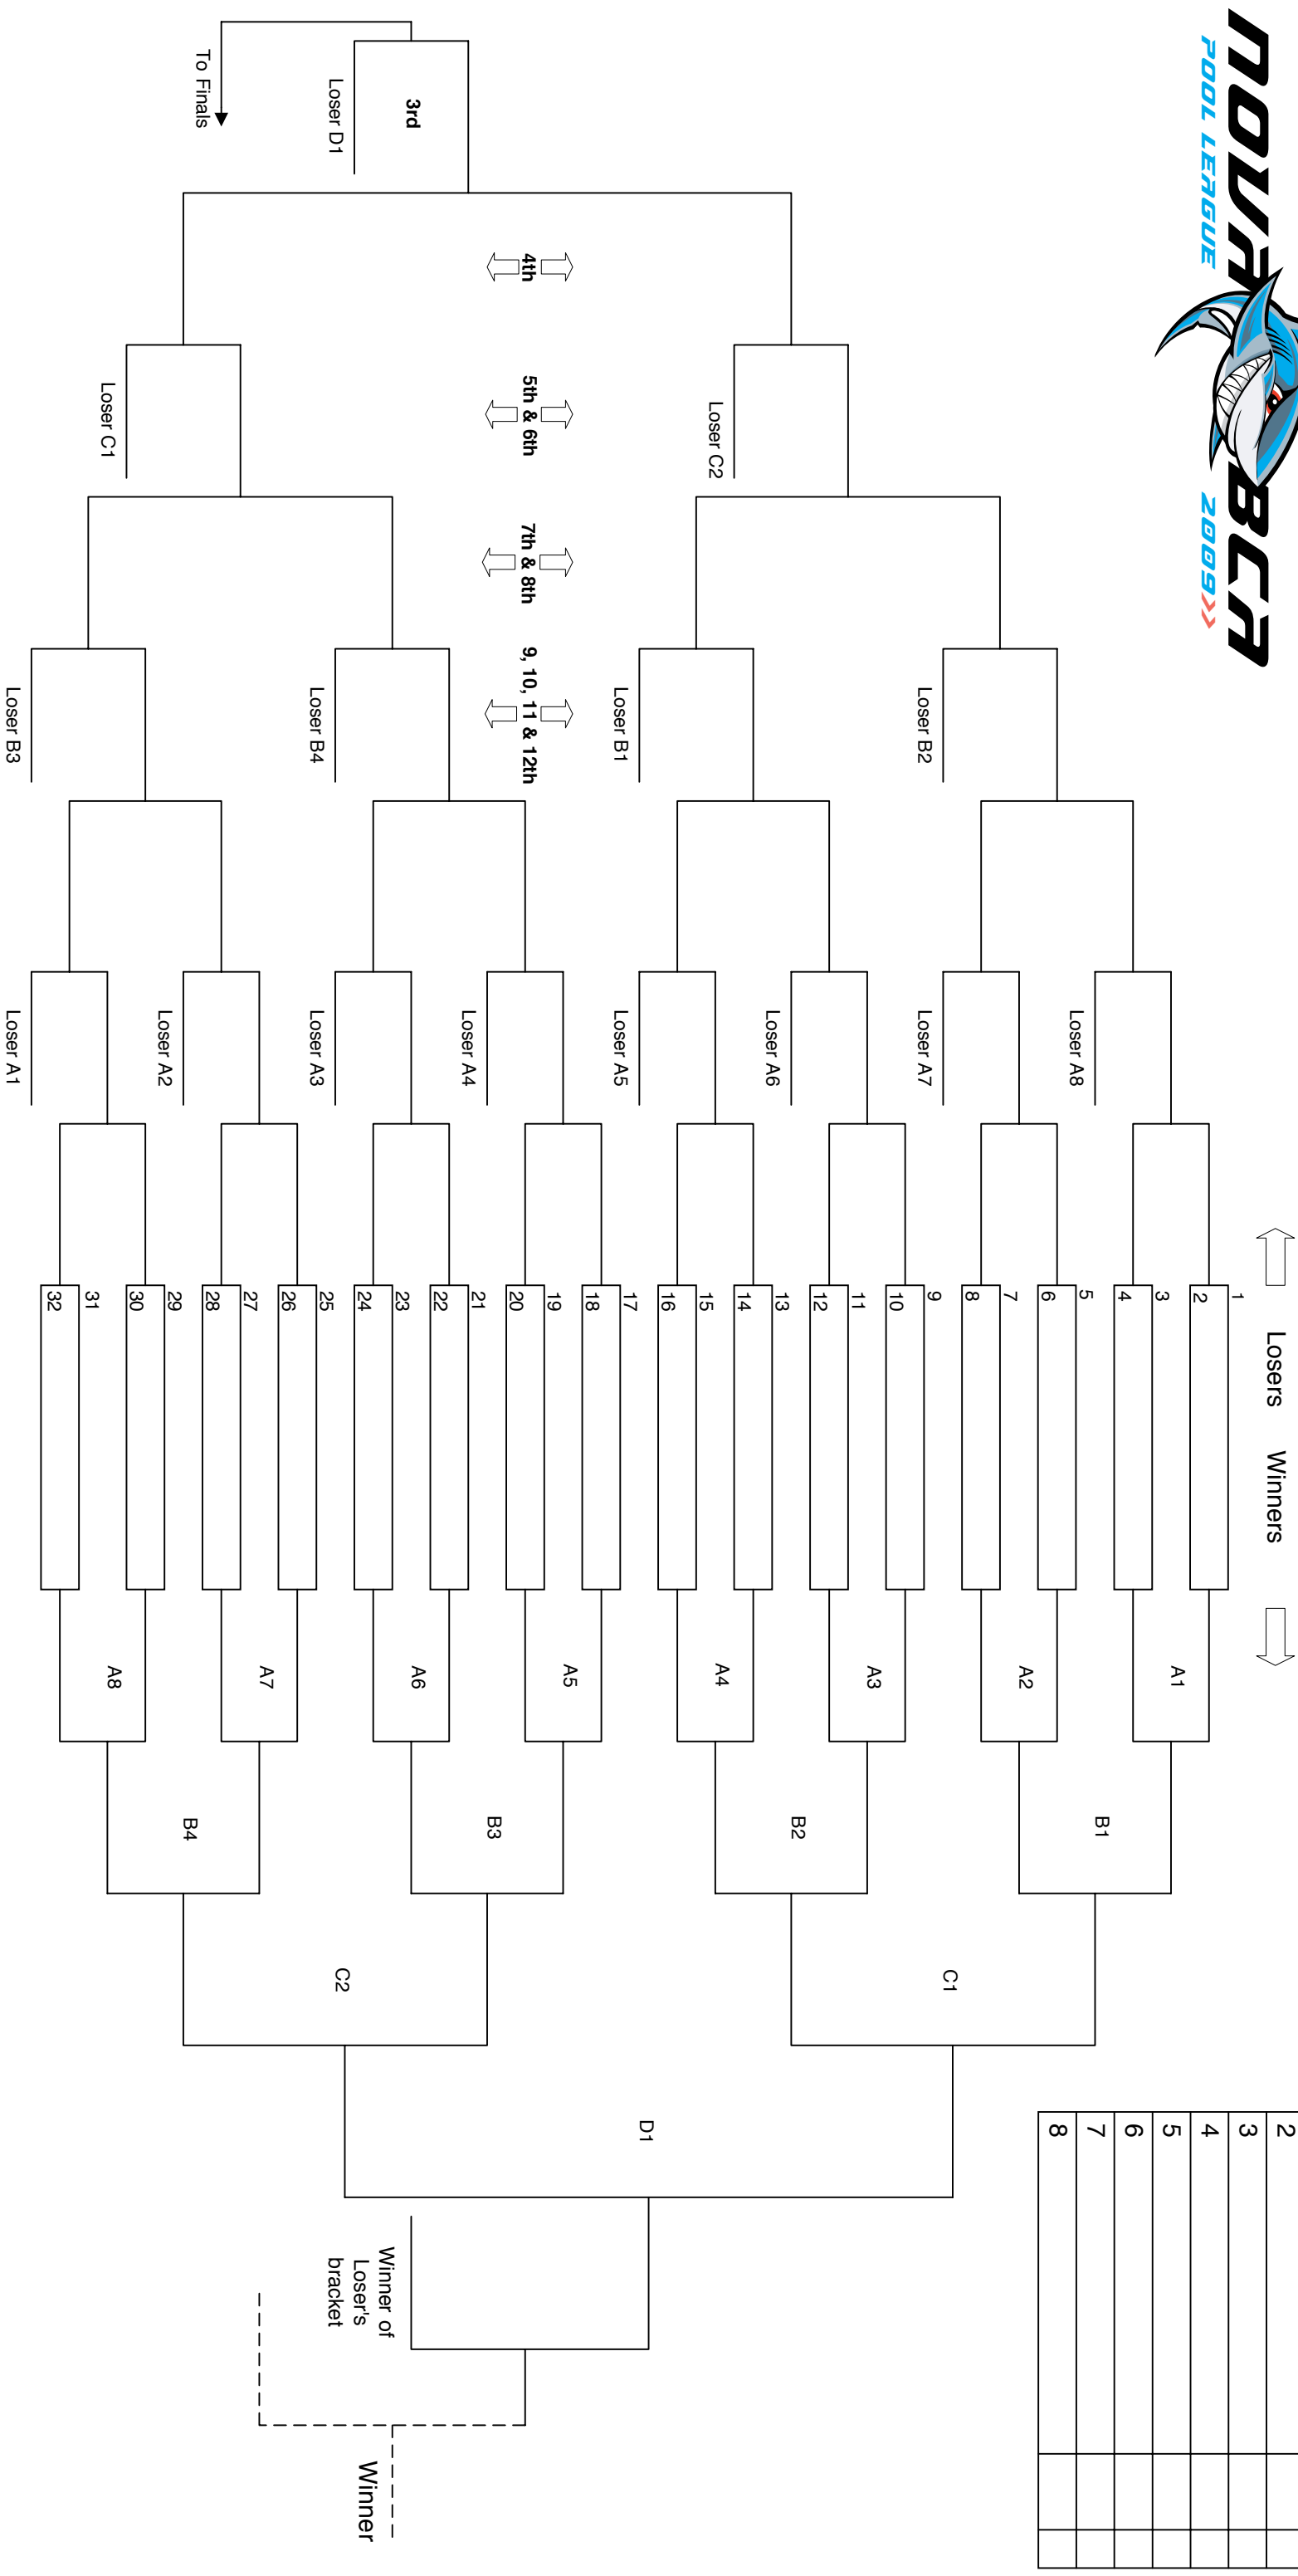 NOVA BCA
POOL LEAGUE 2009
Losers Winners
2
3
4
5
6
7
8
1
2
3
4
5
6
7
8
9
10
11
12
13
14
15
16
17
18
19
20
21
22
23
24
25
26
27
28
29
30
31
32
A1
A2
A3
A4
A5
A6
A7
A8
B1
B2
B3
B4
C1
C2
D1
Winner of
Loser's
bracket
Winner
Loser A8
Loser A7
Loser A6
Loser A5
Loser A4
Loser A3
Loser A2
Loser A1
Loser B2
Loser B1
Loser B4
Loser B3
9, 10, 11 & 12th
7th & 8th
Loser C2
5th & 6th
Loser C1
4th
3rd
Loser D1
To Finals